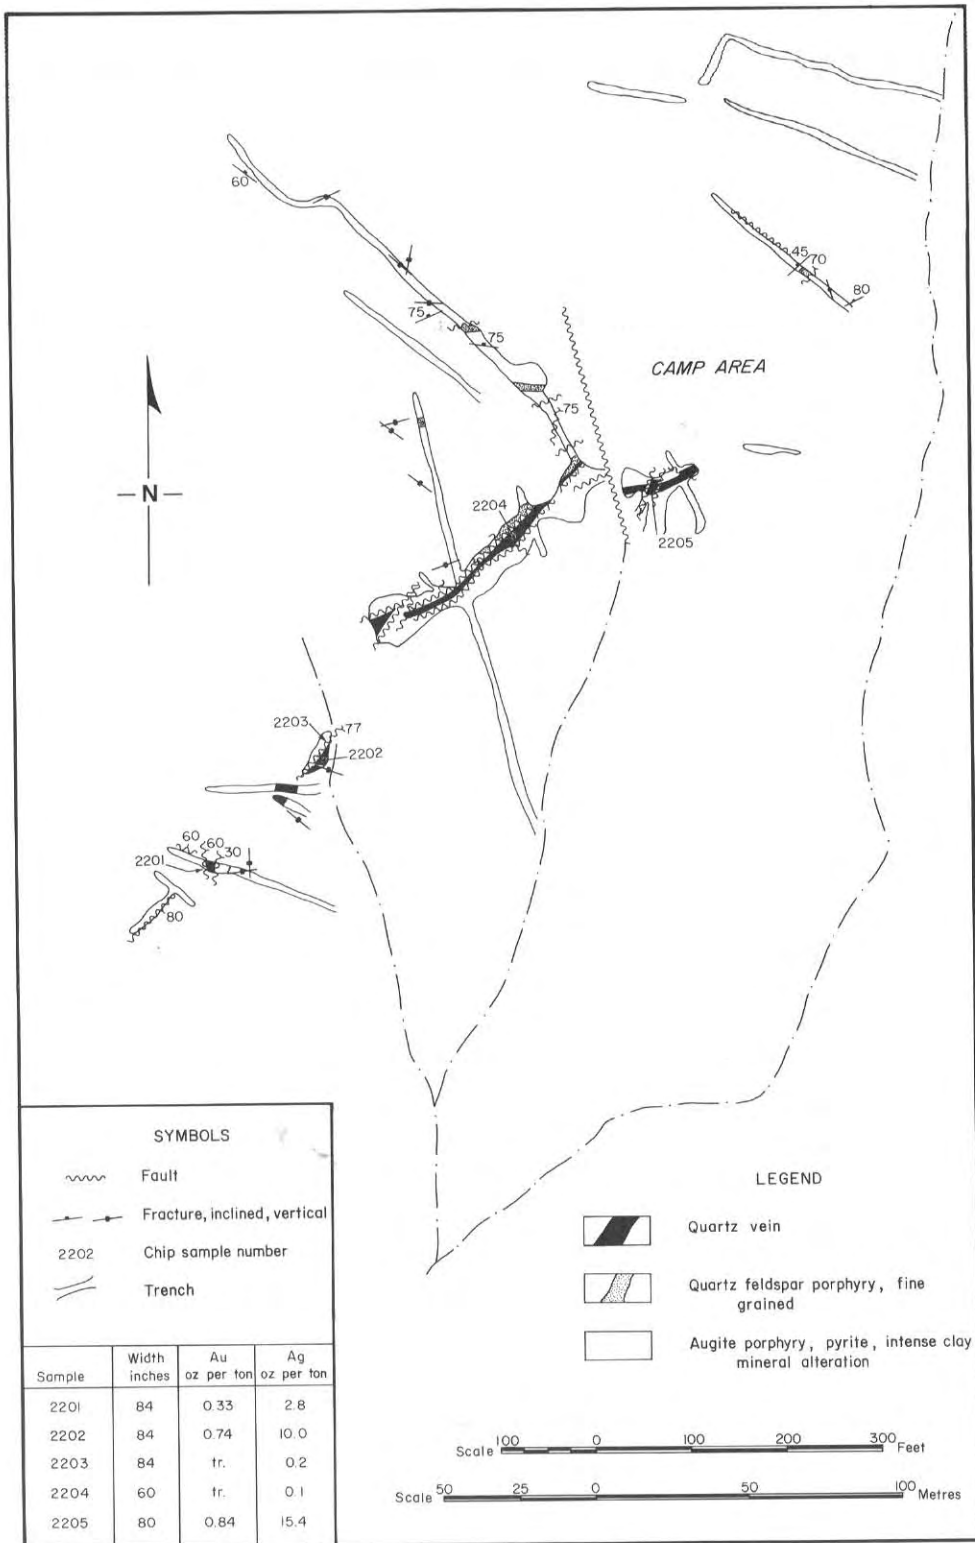 60
45
70
80
75
75
CAMP AREA
75
N
2204
2205
2203
77
2202
60
60
30
2201
80
SYMBOLS
Fault
Fracture, inclined, vertical
2202 Chip sample number
Trench
Sample Width inches Au oz per ton Ag oz per ton
2201 84 0.33 2.8
2202 84 0.74 10.0
2203 84 tr. 0.2
2204 60 tr. 0.1
2205 80 0.84 15.4
LEGEND
Quartz vein
Quartz feldspar porphyry, fine
grained
Augite porphyry, pyrite, intense clay
mineral alteration
Scale 100 0 100 200 300 Feet
Scale 50 25 0 50 100 Metres